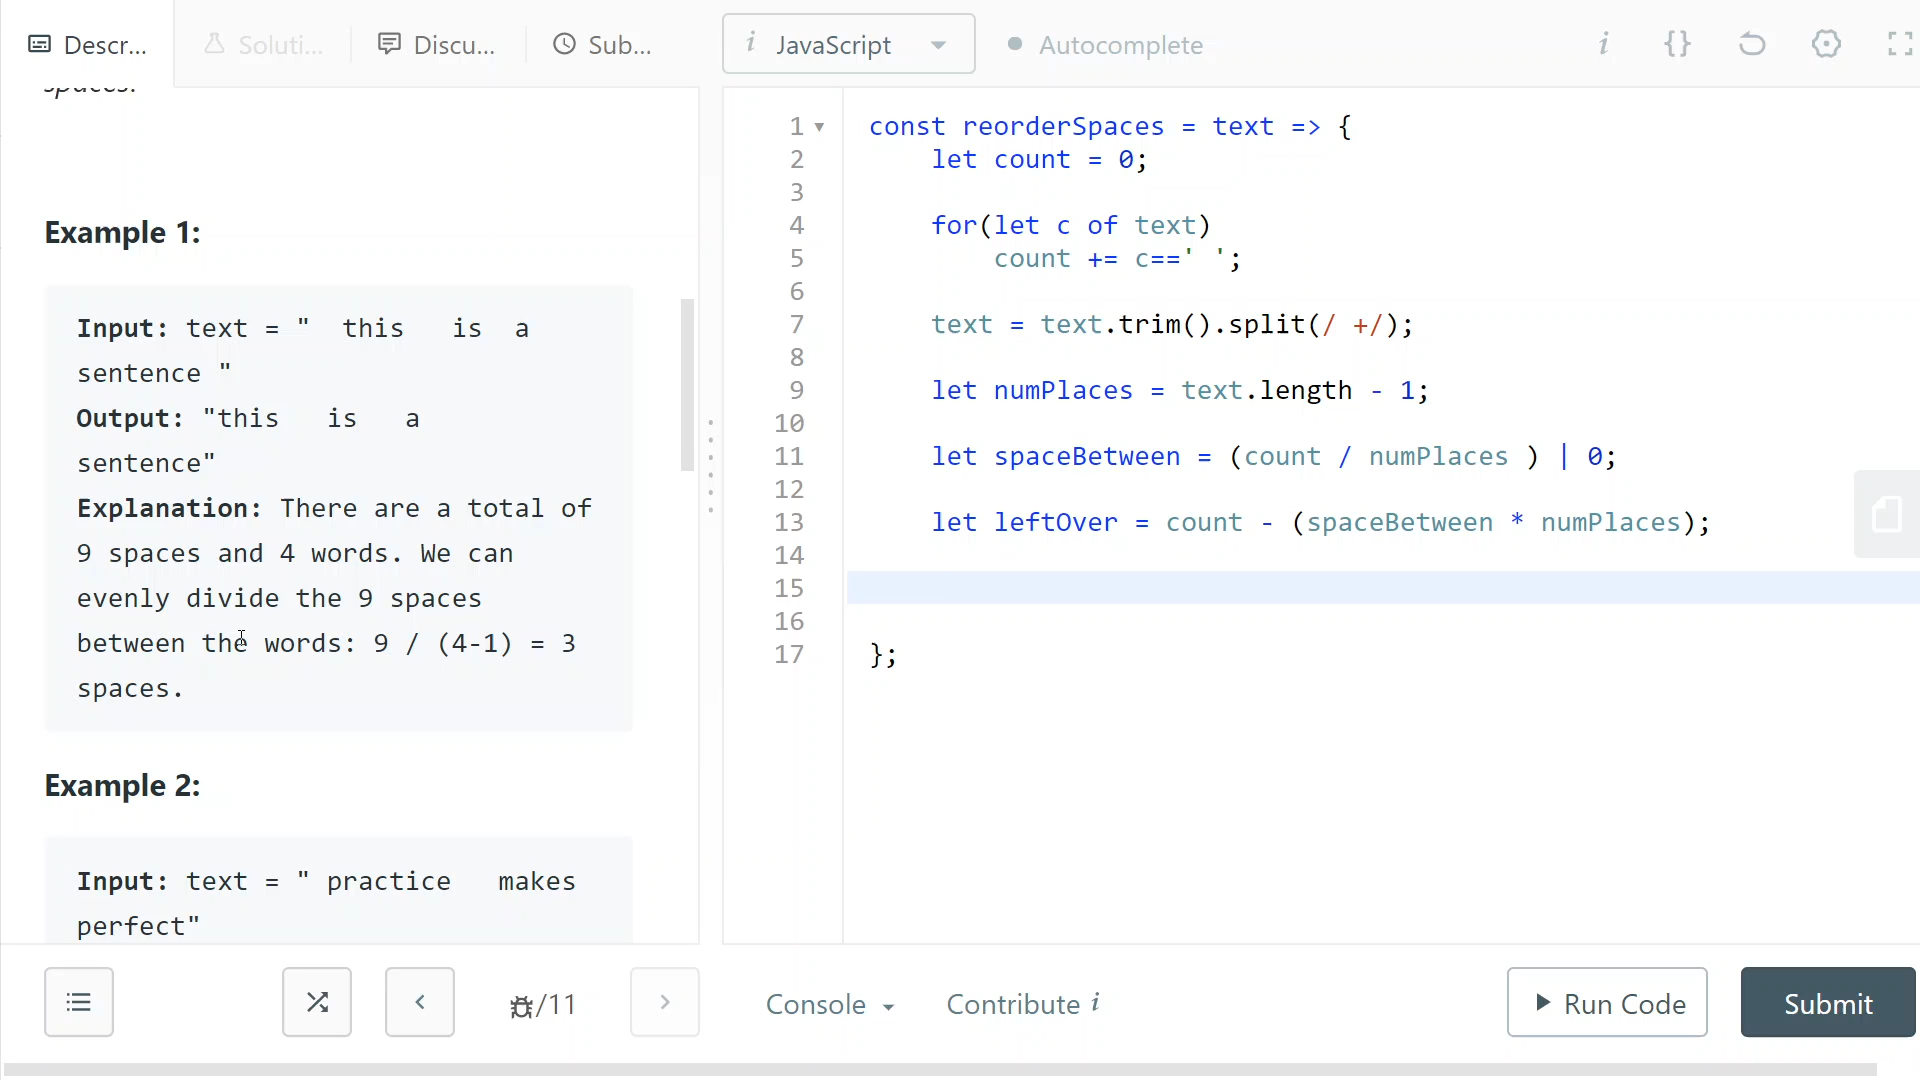 Descr...
Soluti...
Discu...
Sub...
i JavaScript
Autocomplete
i {}
spaces.
Example 1:
Input: text = "  this   is  a
sentence "
Output: "this   is   a
sentence"
Explanation: There are a total of
9 spaces and 4 words. We can
evenly divide the 9 spaces
between the words: 9 / (4-1) = 3
spaces.
Example 2:
Input: text = " practice   makes
perfect"
1 const reorderSpaces = text => {
2     let count = 0;
3
4     for(let c of text)
5         count += c==' ';
6
7     text = text.trim().split(/ +/);
8
9     let numPlaces = text.length - 1;
10
11     let spaceBetween = (count / numPlaces ) | 0;
12
13     let leftOver = count - (spaceBetween * numPlaces);
14
15
16
17 };
/11
Console
Contribute i
Run Code
Submit